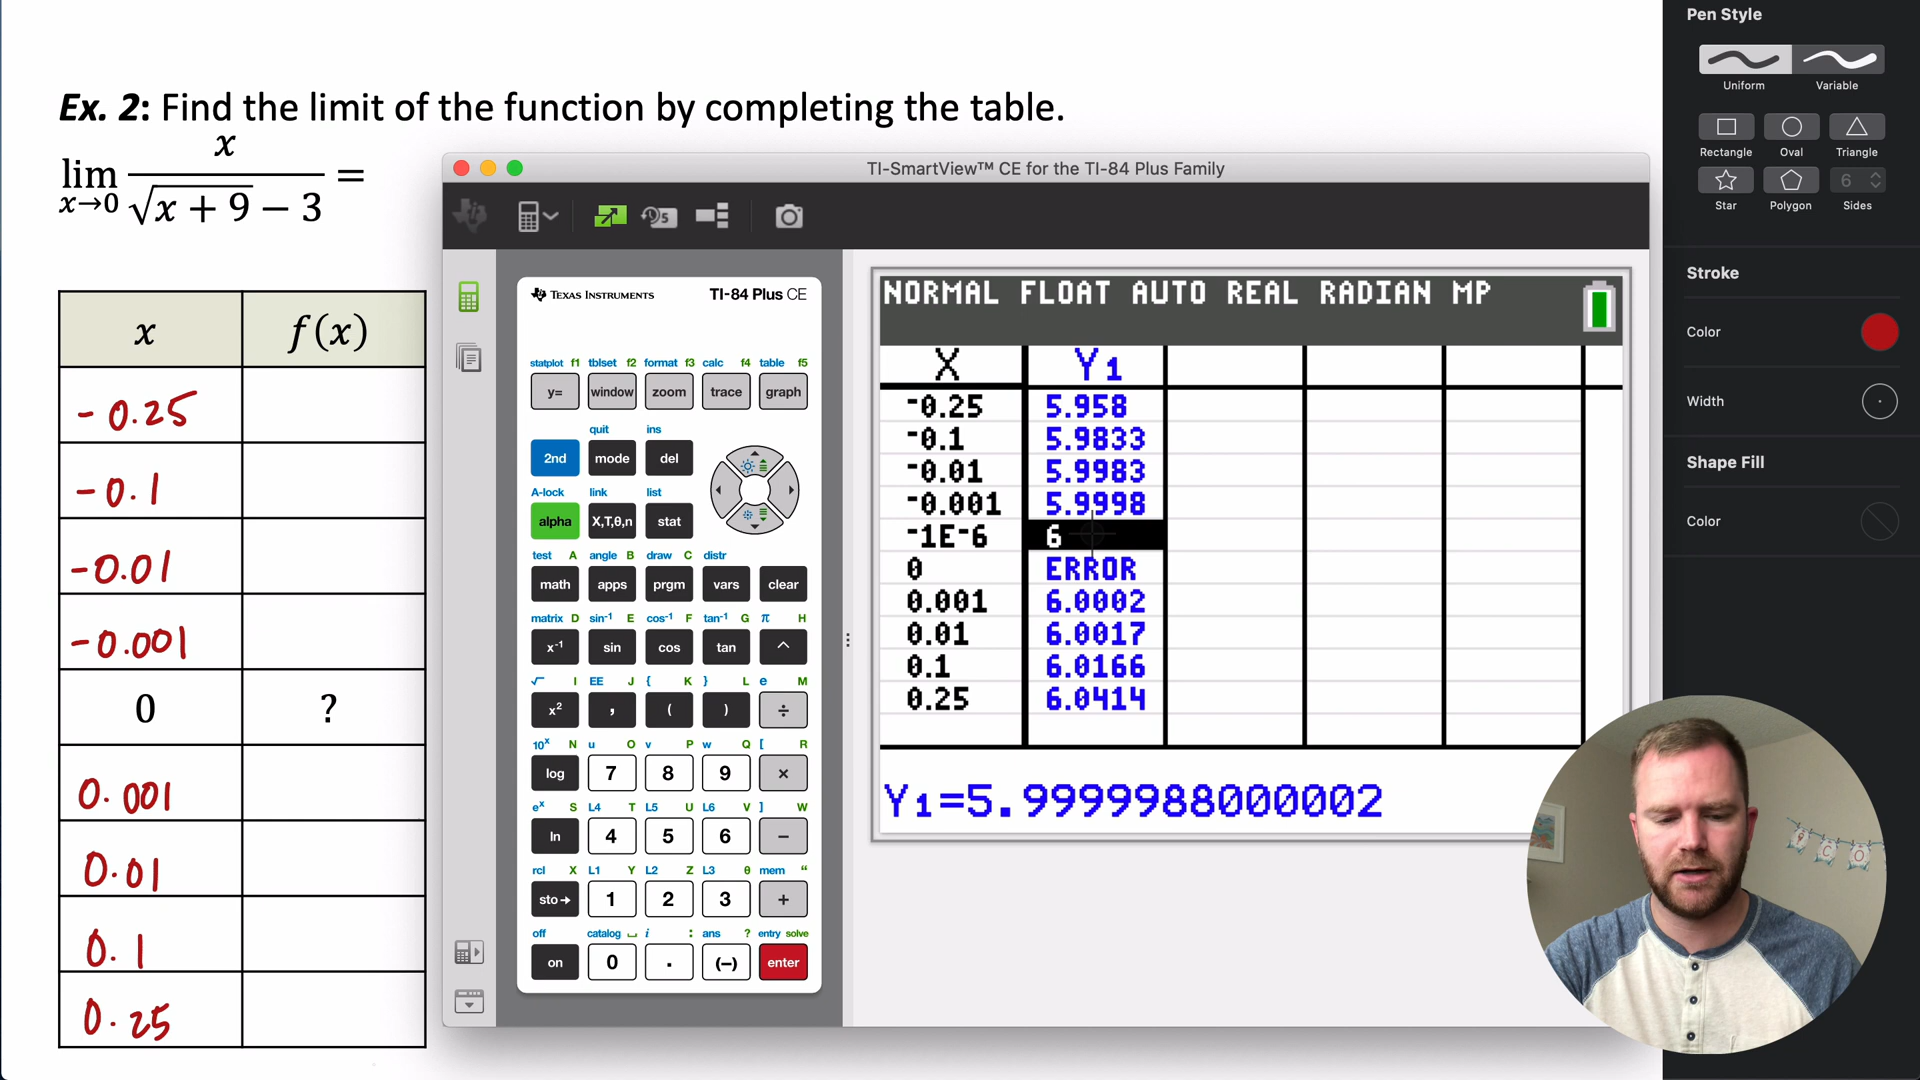 Ex. 2: Find the limit of the function by completing the table.
lim x→0 x / (√x + 9 − 3) =
x f(x)
- 0.25
-0.1
-0.01
-0.001
0 ?
0.001
0.01
0.1
0.25
TI-SmartView™ CE for the TI-84 Plus Family
TEXAS INSTRUMENTS TI-84 Plus CE
statplot f1 tblset f2 format f3 calc f4 table f5
y= window zoom trace graph
quit ins
2nd mode del
A-lock link list
alpha X,T,θ,n stat
test A angle B draw C distr
math apps prgm vars clear
matrix D sin⁻¹ E cos⁻¹ F tan⁻¹ G π H
x⁻¹ sin cos tan ^
√ I EE J { K } L e M
x² , ( ) ÷
10ˣ N u O v P w Q [ R
log 7 8 9 ×
eˣ S L4 T L5 U L6 V ] W
ln 4 5 6 −
rcl X L1 Y L2 Z L3 θ mem "
sto→ 1 2 3 +
off catalog ⎵ i : ans ? entry solve
on 0 . (−) enter
NORMAL FLOAT AUTO REAL RADIAN MP
X Y1
-0.25 5.958
-0.1 5.9833
-0.01 5.9983
-0.001 5.9998
-1E-6 6
0 ERROR
0.001 6.0002
0.01 6.0017
0.1 6.0166
0.25 6.0414
Y1=5.9999988000002
Pen Style
Uniform Variable
Rectangle Oval Triangle
6
Star Polygon Sides
Stroke
Color
Width
Shape Fill
Color